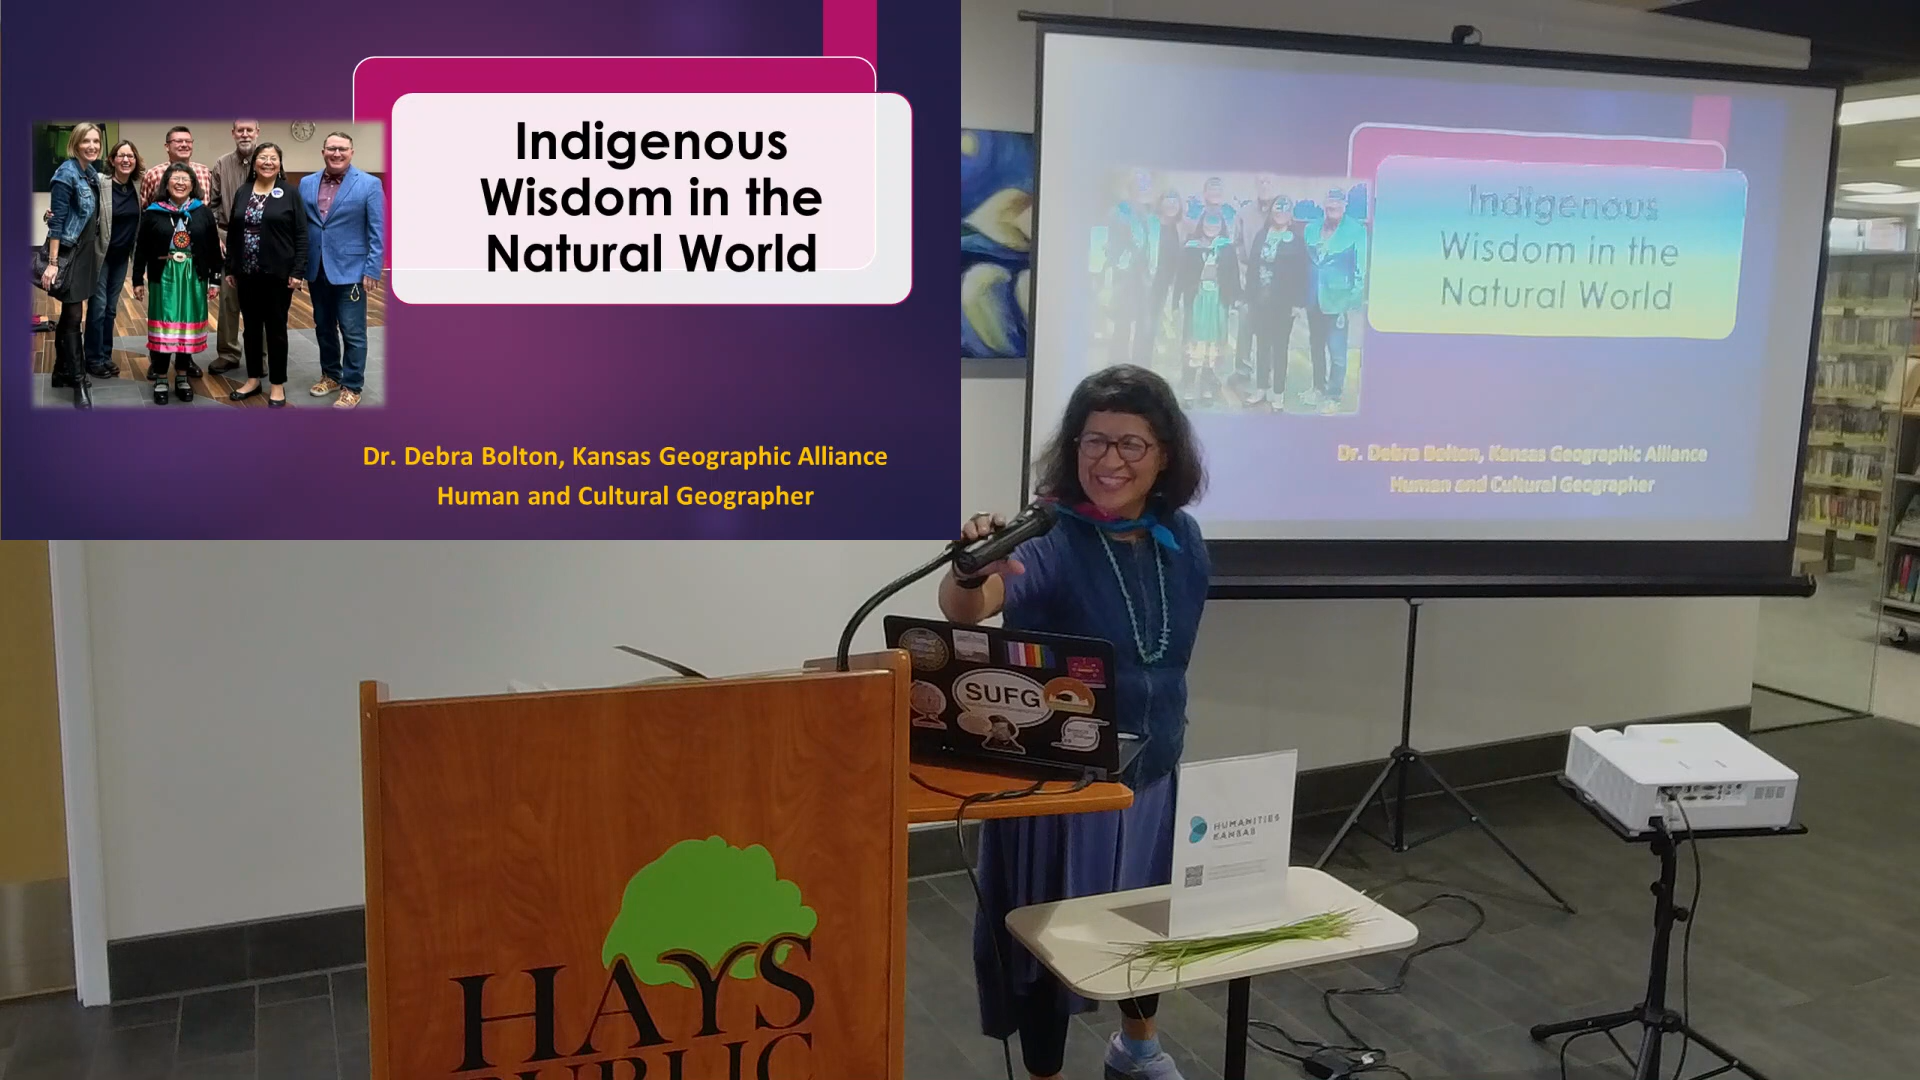 Indigenous
Wisdom in the
Natural World
Dr. Debra Bolton, Kansas Geographic Alliance
Human and Cultural Geographer
Indigenous
Wisdom in the
Natural World
Dr. Debra Bolton, Kansas Geographic Alliance
Human and Cultural Geographer
SUFG
HUMANITIES
KANSAS
HAYS
PUBLIC